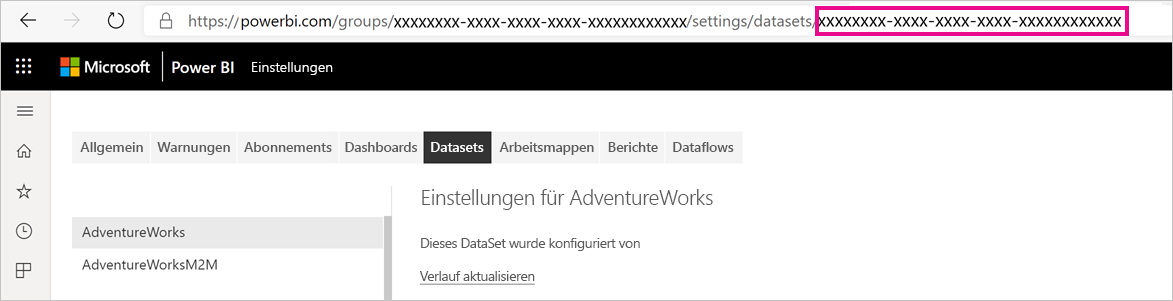 https://powerbi.com/groups/xxxxxxxx-xxxx-xxxx-xxxx-xxxxxxxxxxxx/settings/datasets/xxxxxxxx-xxxx-xxxx-xxxx-xxxxxxxxxxxx
Microsoft Power BI Einstellungen
Allgemein Warnungen Abonnements Dashboards Datasets Arbeitsmappen Berichte Dataflows
Einstellungen für AdventureWorks
AdventureWorks
Dieses DataSet wurde konfiguriert von
AdventureWorksM2M
Verlauf aktualisieren